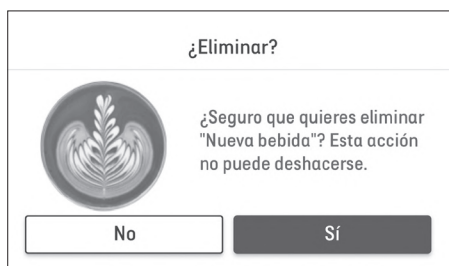 ¿Eliminar?
¿Seguro que quieres eliminar
"Nueva bebida"? Esta acción
no puede deshacerse.
No
Sí